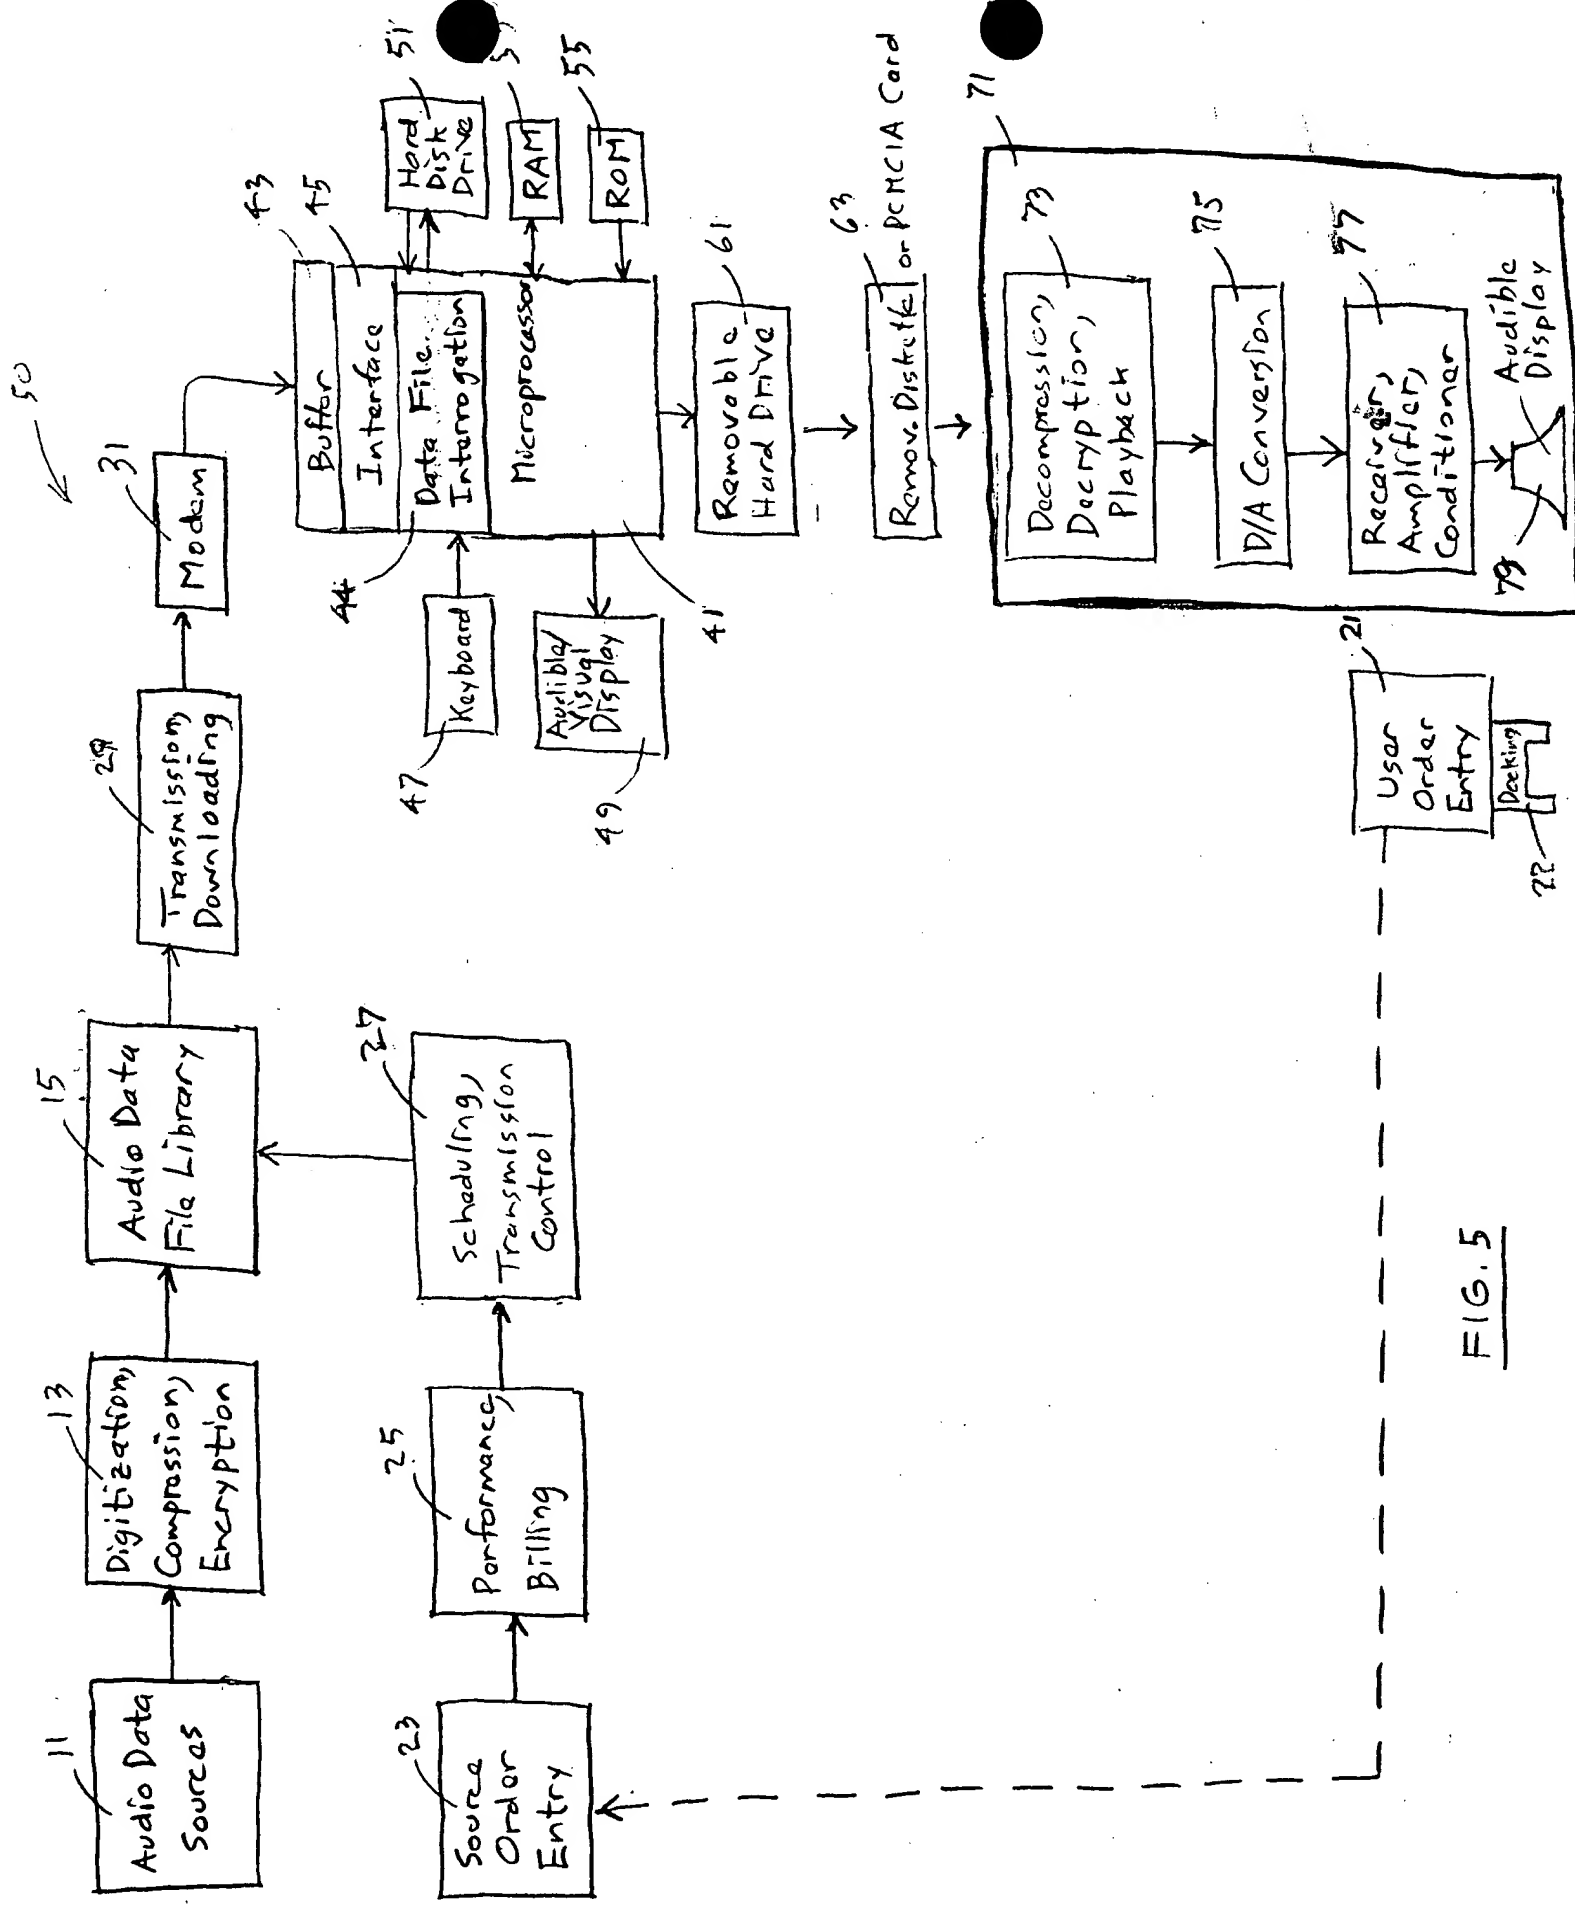 50
11
Audio Data
Sources
13
Digitization,
Compression,
Encryption
15
Audio Data
File Library
29
Transmission,
Downloading
31
Modem
23
Source
Order
Entry
25
Performance,
Billing
27
Scheduling,
Transmission
Control
43
Buffer
45
Interface
44
Data File
Interrogation
Microprocessor
41
47
Keyboard
49
Audible/
Visual
Display
51
Hard
Disk
Drive
RAM
55
ROM
61
Removable
Hard Drive
63
Remov. Diskette
or PCMCIA Card
71
73
Decompression,
Decryption,
Playback
75
D/A Conversion
77
Receiver,
Amplifier,
Conditioner
79
Audible
Display
21
User
Order
Entry
Docking
22
FIG. 5